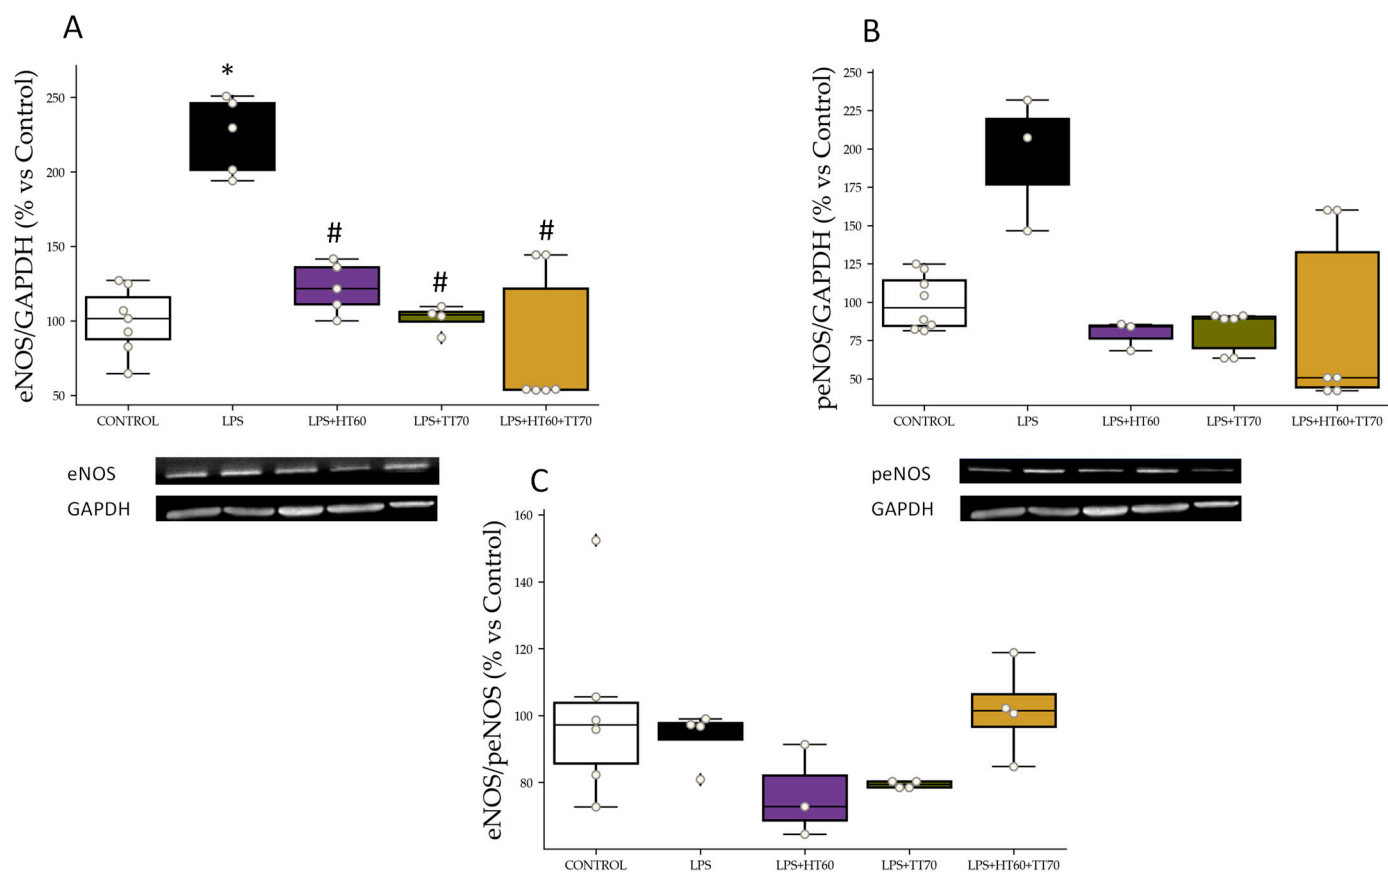 A
eNOS/GAPDH (% vs Control)
250
200
150
100
50
*
#
#
#
CONTROL LPS LPS+HT60 LPS+TT70 LPS+HT60+TT70
eNOS
GAPDH
B
peNOS/GAPDH (% vs Control)
250
225
200
175
150
125
100
75
50
CONTROL LPS LPS+HT60 LPS+TT70 LPS+HT60+TT70
peNOS
GAPDH
C
eNOS/peNOS (% vs Control)
160
140
120
100
80
CONTROL LPS LPS+HT60 LPS+TT70 LPS+HT60+TT70